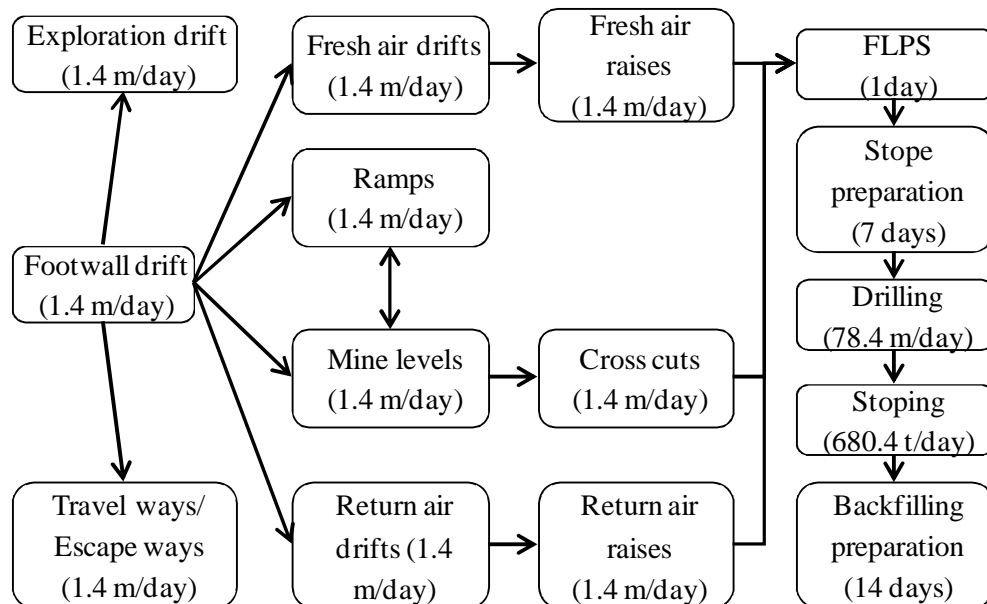 Exploration drift
(1.4 m/day)
Fresh air drifts
(1.4 m/day)
Fresh air
raises
(1.4 m/day)
FLPS
(1day)
Stope
preparation
(7 days)
Ramps
(1.4 m/day)
Footwall drift
(1.4 m/day)
Drilling
(78.4 m/day)
Mine levels
(1.4 m/day)
Cross cuts
(1.4 m/day)
Stoping
(680.4 t/day)
Travel ways/
Escape ways
(1.4 m/day)
Return air
drifts (1.4
m/day)
Return air
raises
(1.4 m/day)
Backfilling
preparation
(14 days)